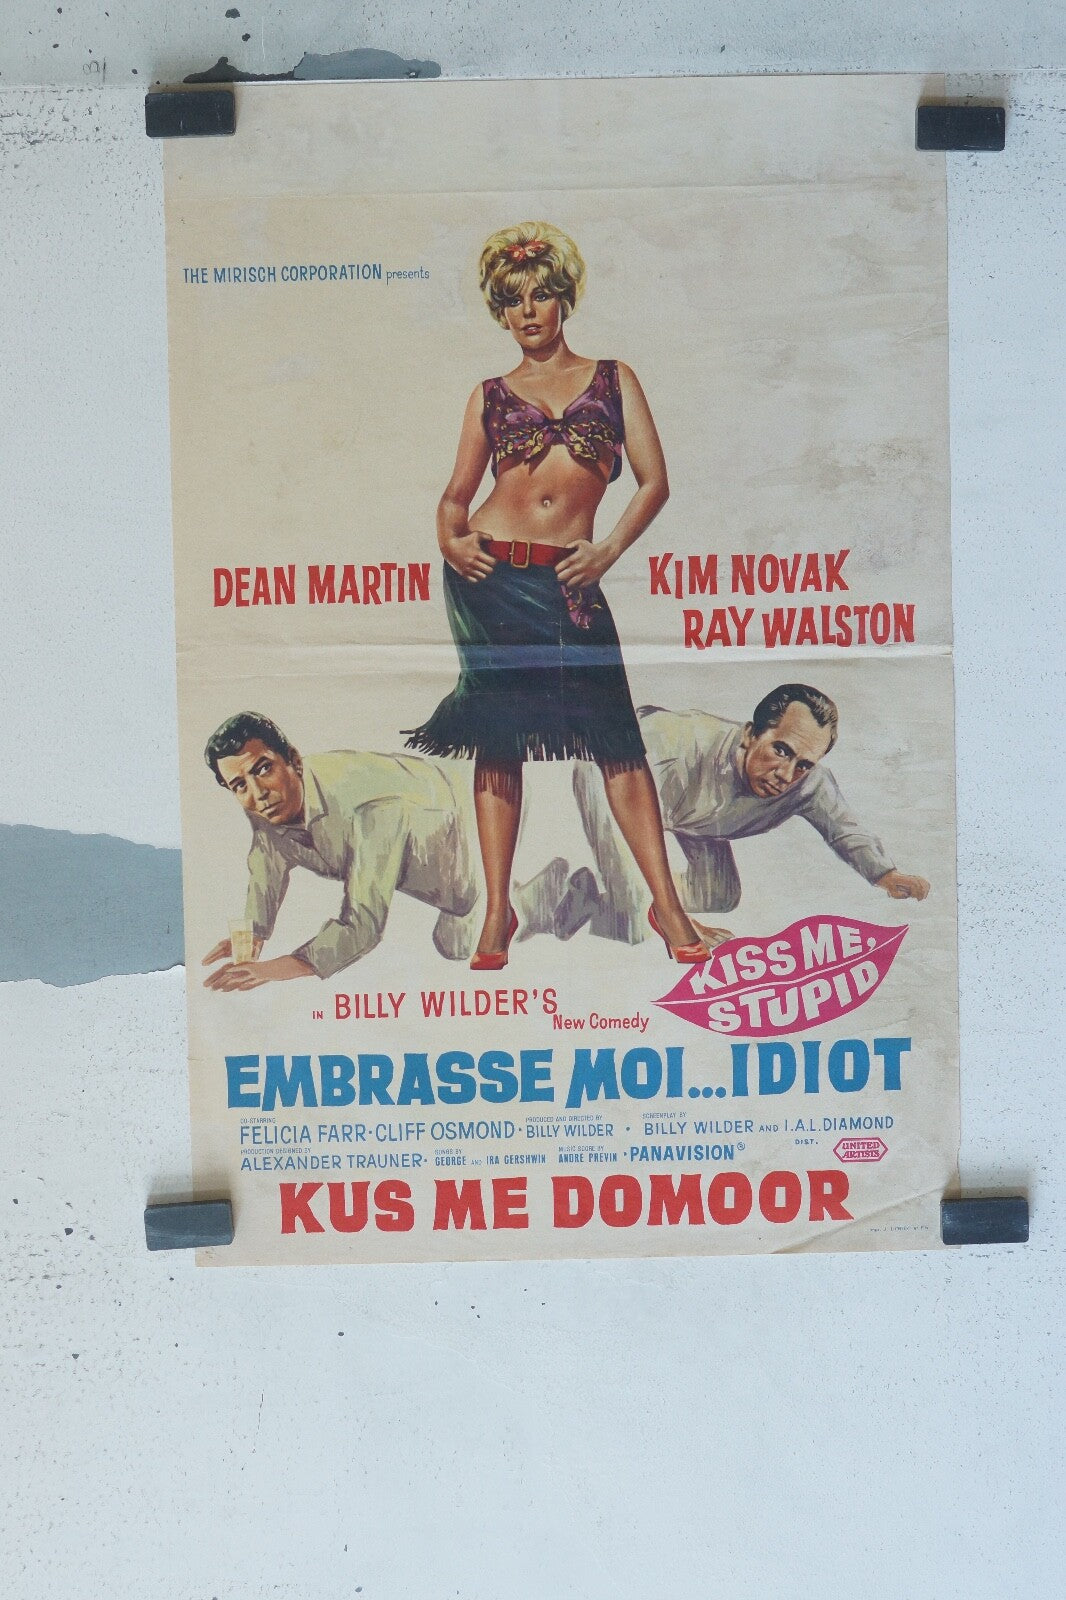 THE MIRISCH CORPORATION presents
DEAN MARTIN
KIM NOVAK
RAY WALSTON
IN BILLY WILDER'S
New Comedy
KISS ME,
STUPID
EMBRASSE MOI...IDIOT
CO-STARRING
FELICIA FARR · CLIFF OSMOND ·
PRODUCED AND DIRECTED BY
BILLY WILDER ·
SCREENPLAY BY
BILLY WILDER AND I.A.L. DIAMOND
PRODUCTION DESIGNED BY
ALEXANDER TRAUNER ·
SONGS BY
GEORGE AND IRA GERSHWIN
MUSIC SCORE BY
ANDRE PREVIN ·
PANAVISION®
DIST.
UNITED
ARTISTS
KUS ME DOMOOR